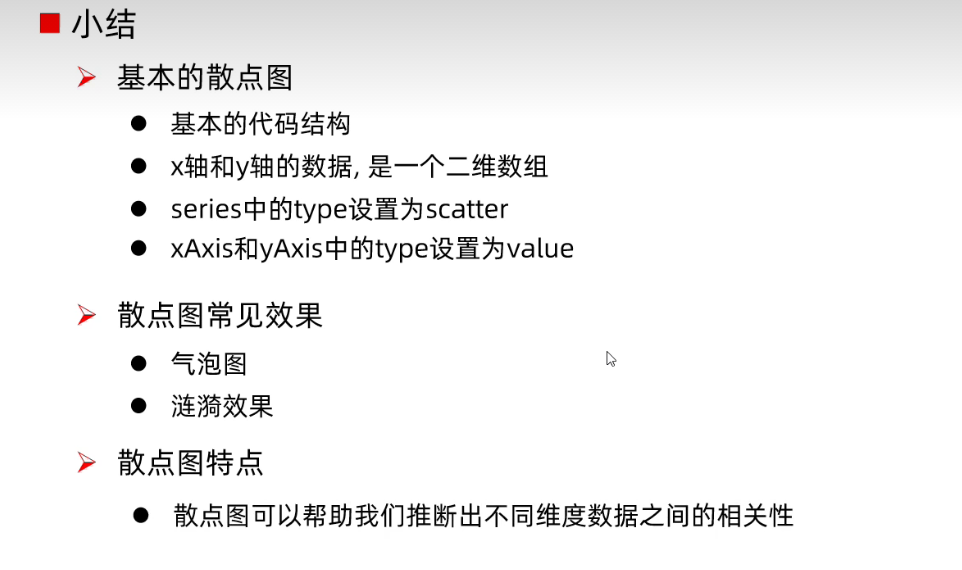 小结
基本的散点图
基本的代码结构
x轴和y轴的数据, 是一个二维数组
series中的type设置为scatter
xAxis和yAxis中的type设置为value
散点图常见效果
气泡图
涟漪效果
散点图特点
散点图可以帮助我们推断出不同维度数据之间的相关性